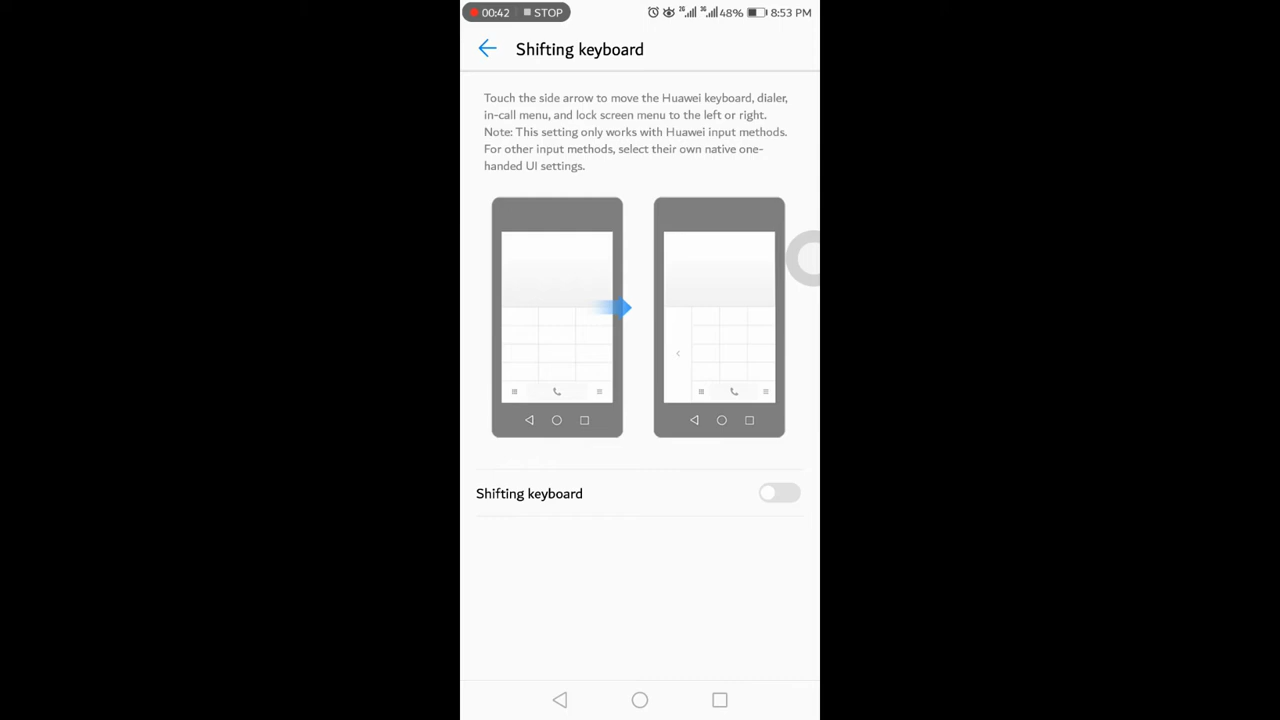 00:42 STOP 2G 3G 48% 8:53 PM
Shifting keyboard
Touch the side arrow to move the Huawei keyboard, dialer,
in-call menu, and lock screen menu to the left or right.
Note: This setting only works with Huawei input methods.
For other input methods, select their own native one-
handed UI settings.
Shifting keyboard